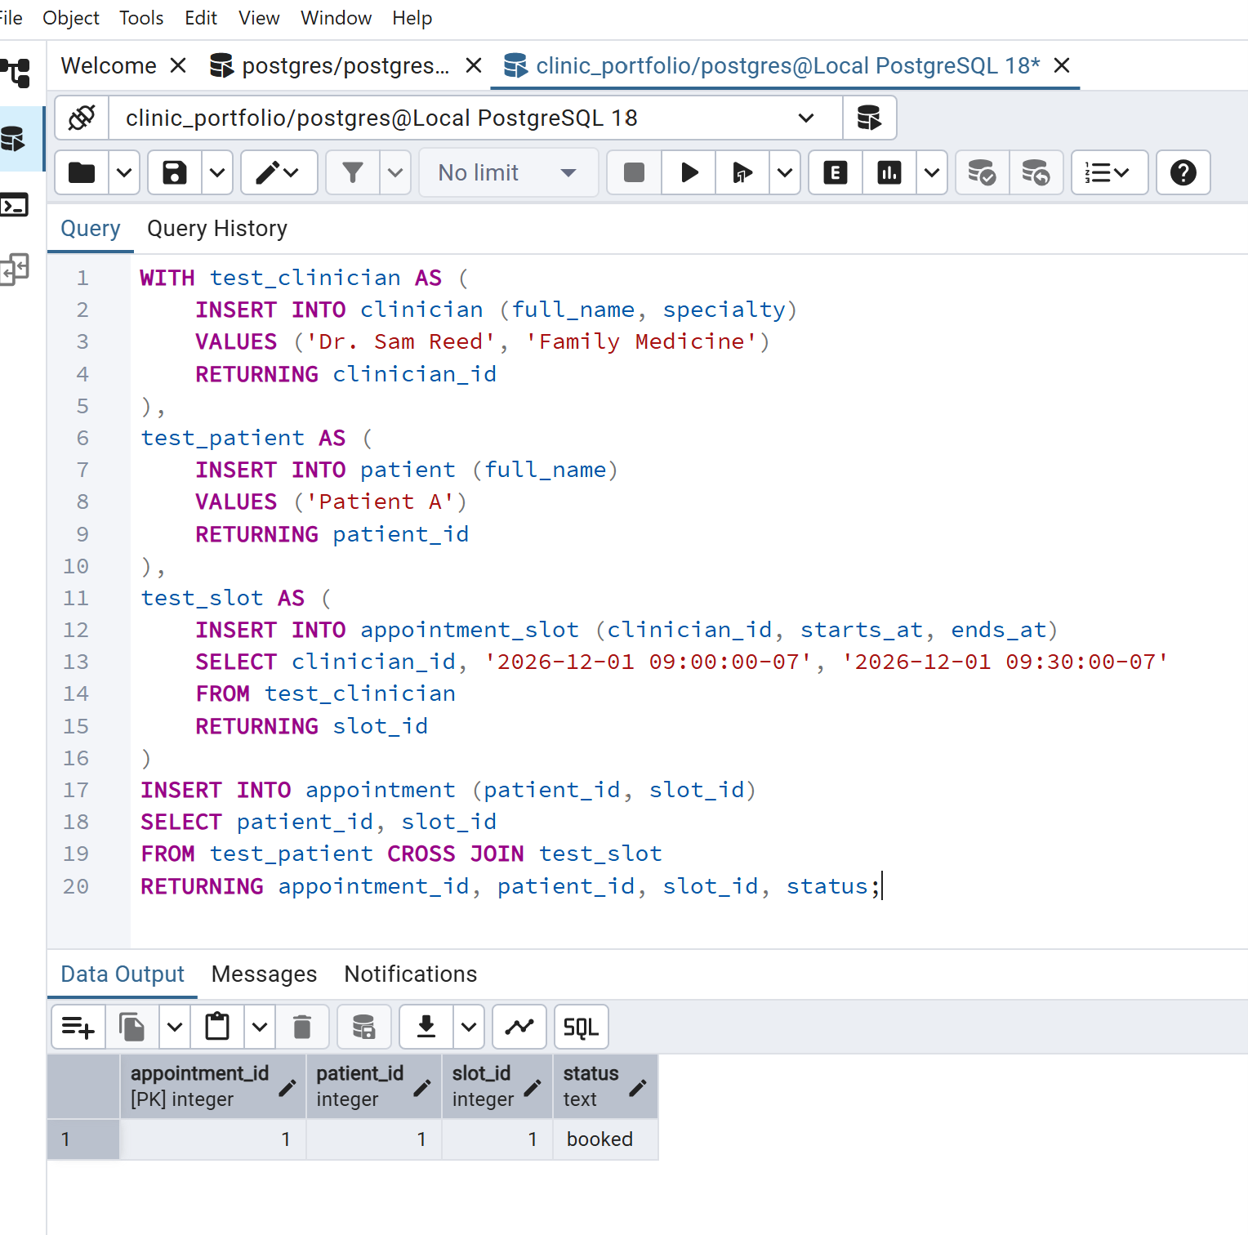 File Object Tools Edit View Window Help
Welcome postgres/postgres... clinic_portfolio/postgres@Local PostgreSQL 18*
clinic_portfolio/postgres@Local PostgreSQL 18
No limit
Query Query History
1 WITH test_clinician AS (
2 INSERT INTO clinician (full_name, specialty)
3 VALUES ('Dr. Sam Reed', 'Family Medicine')
4 RETURNING clinician_id
5 ),
6 test_patient AS (
7 INSERT INTO patient (full_name)
8 VALUES ('Patient A')
9 RETURNING patient_id
10 ),
11 test_slot AS (
12 INSERT INTO appointment_slot (clinician_id, starts_at, ends_at)
13 SELECT clinician_id, '2026-12-01 09:00:00-07', '2026-12-01 09:30:00-07'
14 FROM test_clinician
15 RETURNING slot_id
16 )
17 INSERT INTO appointment (patient_id, slot_id)
18 SELECT patient_id, slot_id
19 FROM test_patient CROSS JOIN test_slot
20 RETURNING appointment_id, patient_id, slot_id, status;
Data Output Messages Notifications
SQL
appointment_id patient_id slot_id status
[PK] integer integer integer text
1 1 1 1 booked